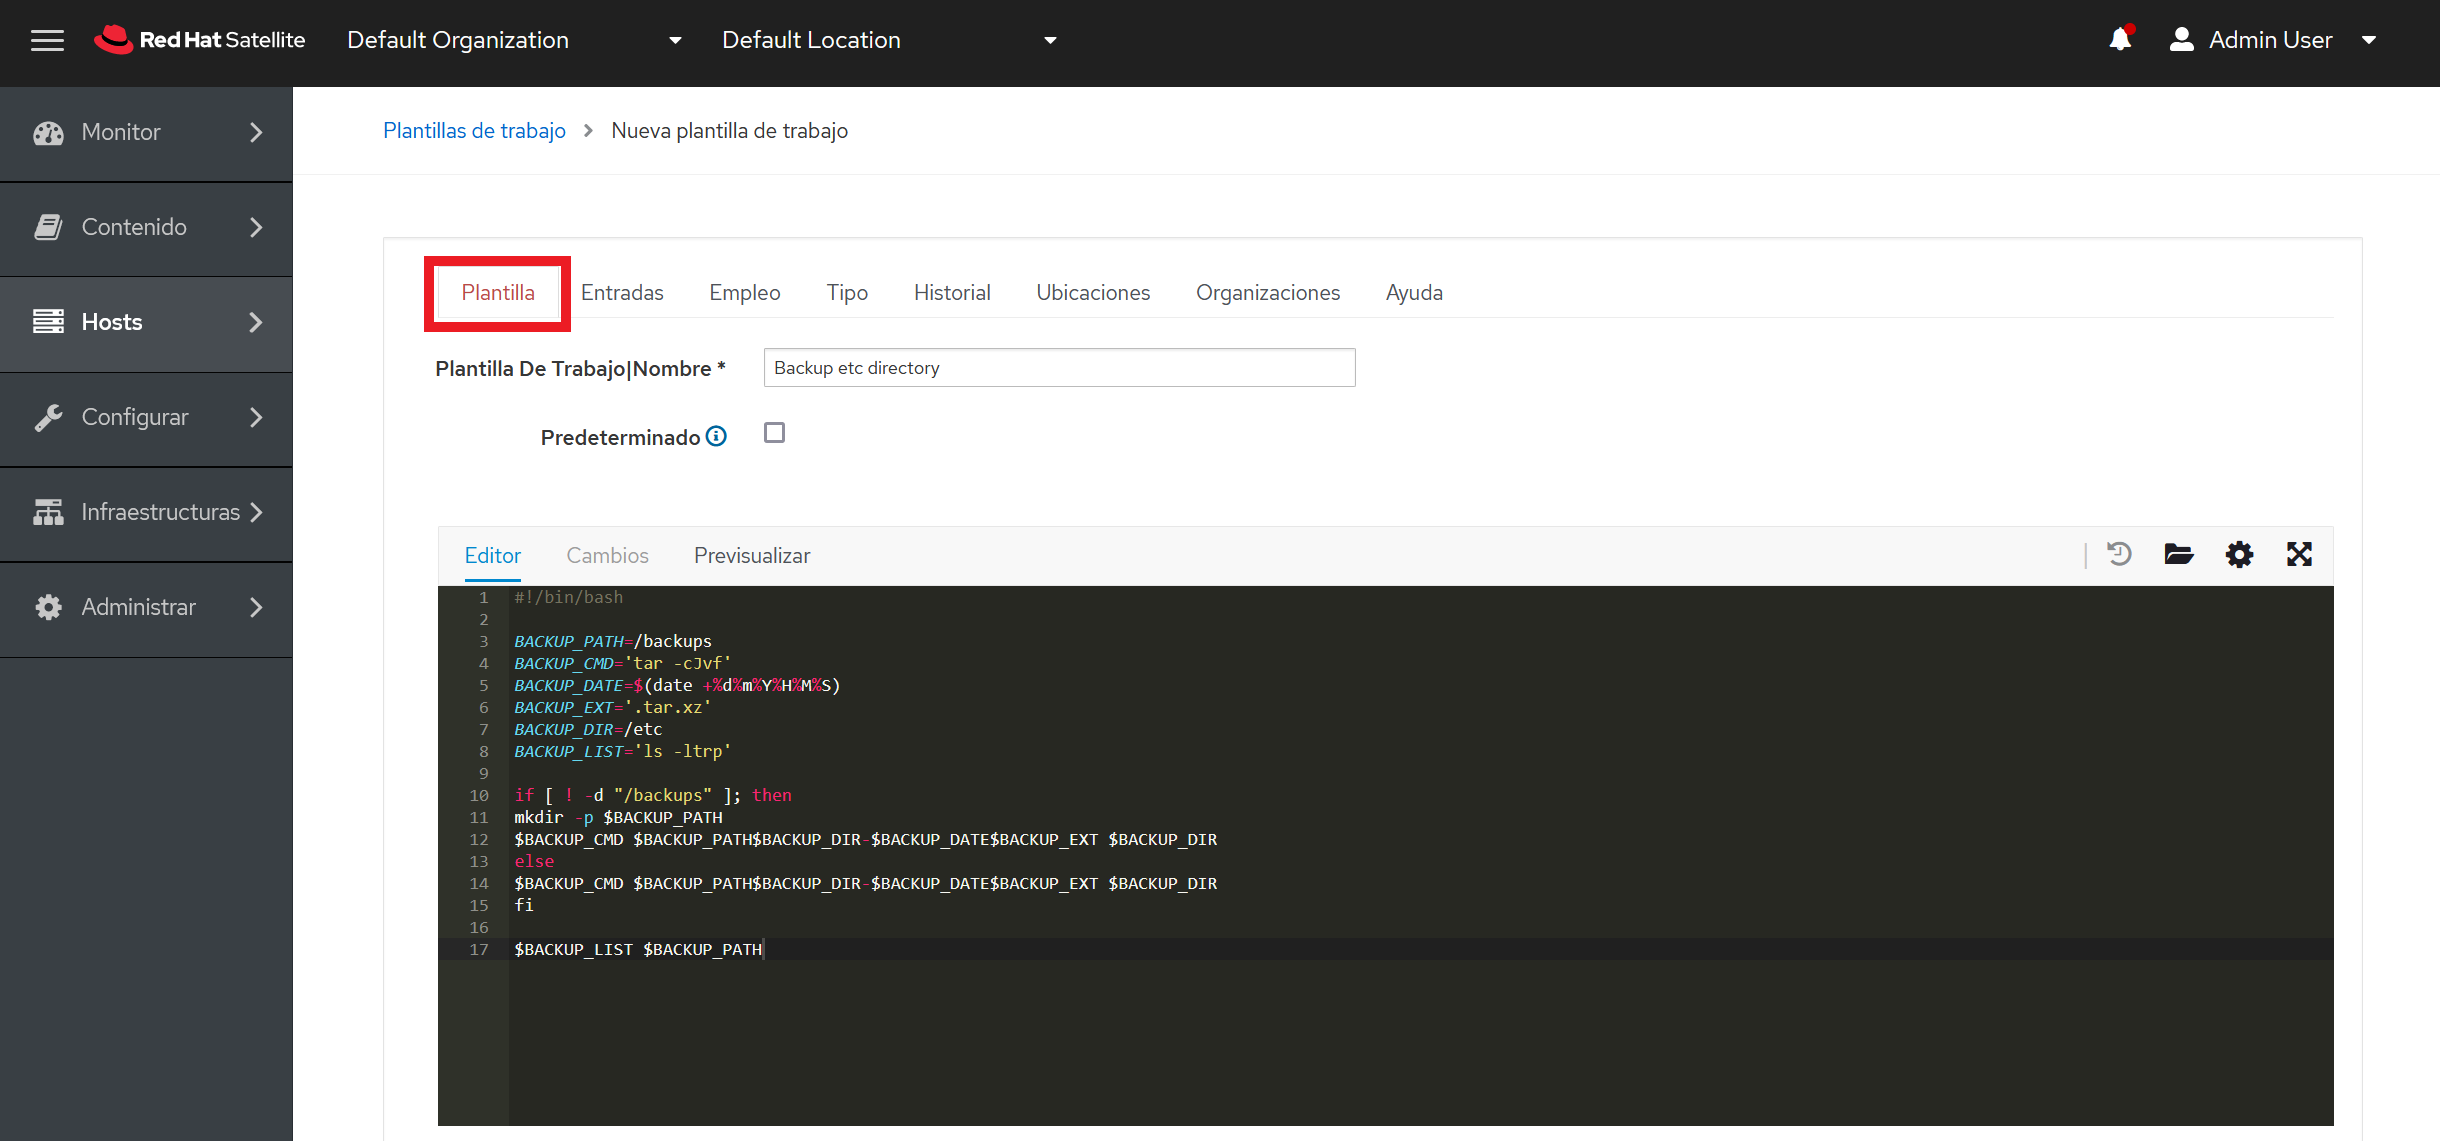 Red Hat Satellite Default Organization Default Location Admin User
Monitor
Contenido
Hosts
Configurar
Infraestructuras
Administrar
Plantillas de trabajo > Nueva plantilla de trabajo
Plantilla Entradas Empleo Tipo Historial Ubicaciones Organizaciones Ayuda
Plantilla De Trabajo|Nombre * Backup etc directory
Predeterminado
Editor Cambios Previsualizar
1 #!/bin/bash
2
3 BACKUP_PATH=/backups
4 BACKUP_CMD='tar -cJvf'
5 BACKUP_DATE=$(date +%d%m%Y%H%M%S)
6 BACKUP_EXT='.tar.xz'
7 BACKUP_DIR=/etc
8 BACKUP_LIST='ls -ltrp'
9
10 if [ ! -d "/backups" ]; then
11 mkdir -p $BACKUP_PATH
12 $BACKUP_CMD $BACKUP_PATH$BACKUP_DIR-$BACKUP_DATE$BACKUP_EXT $BACKUP_DIR
13 else
14 $BACKUP_CMD $BACKUP_PATH$BACKUP_DIR-$BACKUP_DATE$BACKUP_EXT $BACKUP_DIR
15 fi
16
17 $BACKUP_LIST $BACKUP_PATH